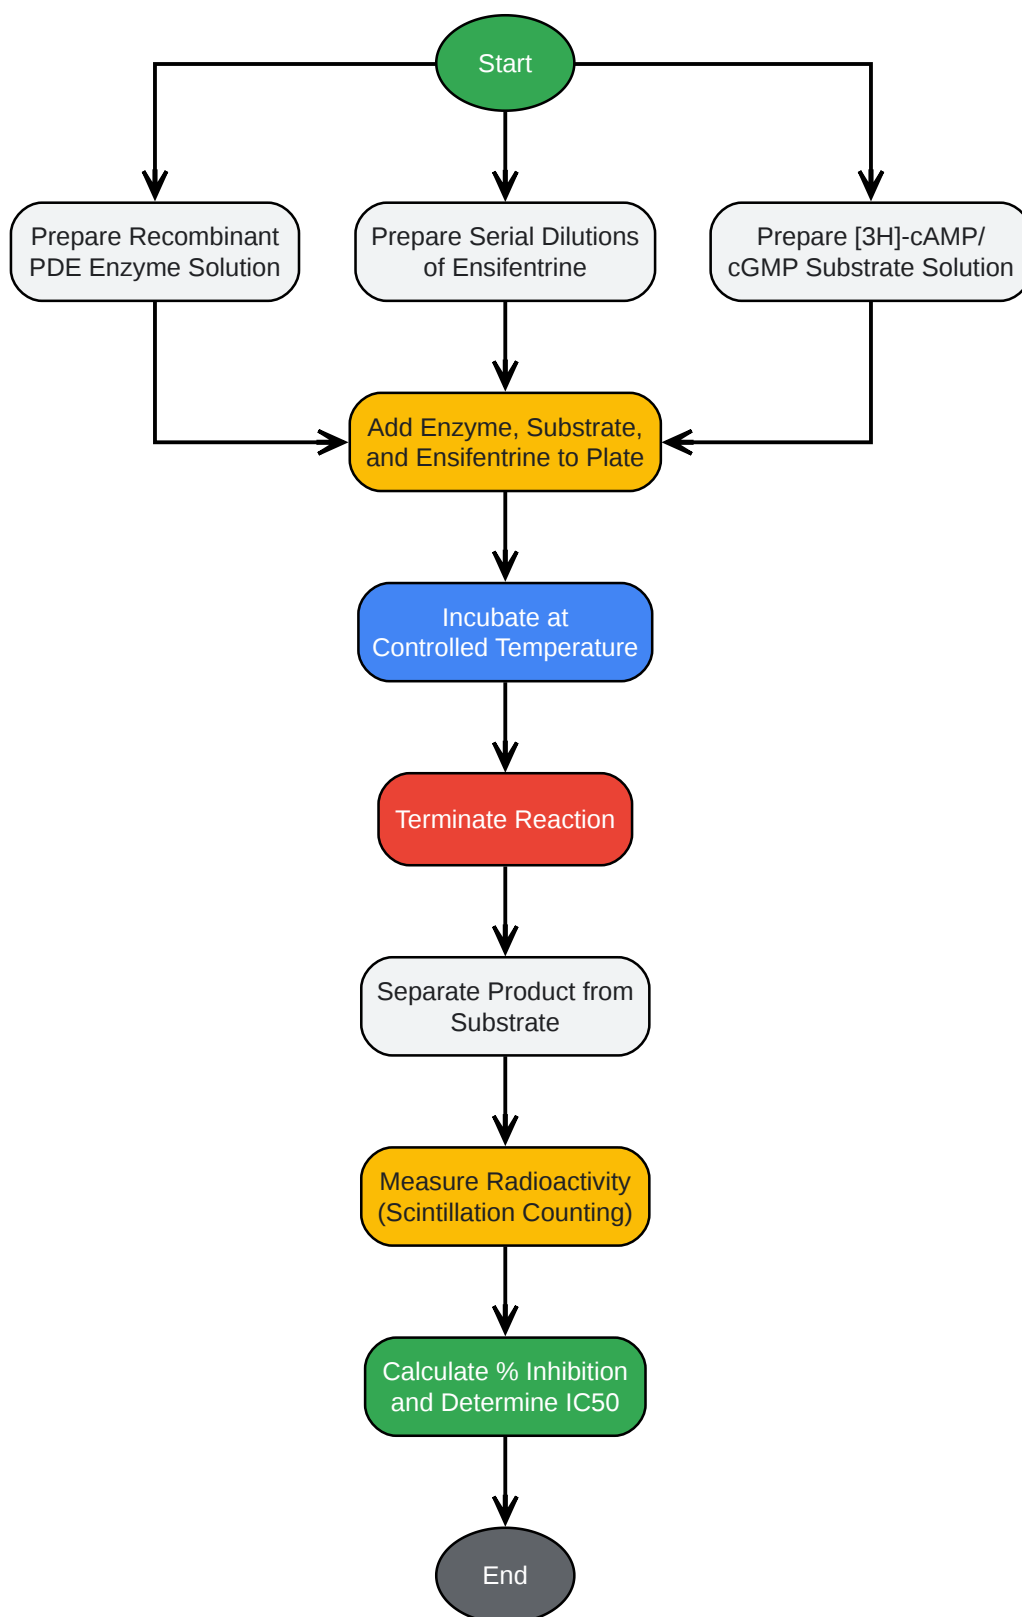 Start
Prepare Recombinant
PDE Enzyme Solution
Prepare Serial Dilutions
of Ensifentrine
Prepare [3H]-cAMP/
cGMP Substrate Solution
Add Enzyme, Substrate,
and Ensifentrine to Plate
Incubate at
Controlled Temperature
Terminate Reaction
Separate Product from
Substrate
Measure Radioactivity
(Scintillation Counting)
Calculate % Inhibition
and Determine IC50
End